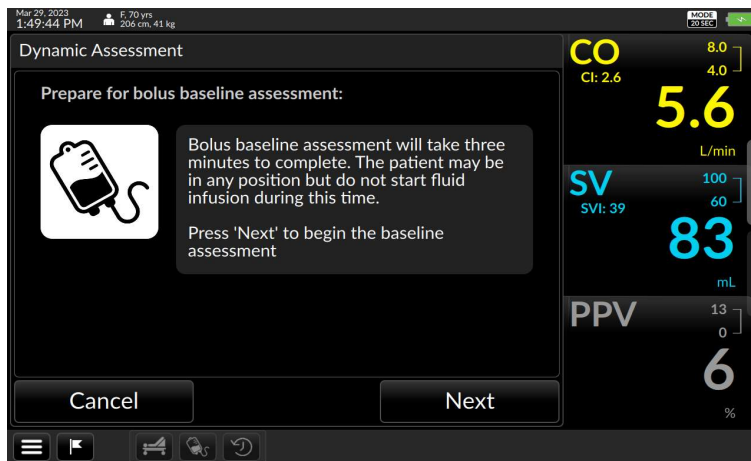 Mar 29, 2023
1:49:44 PM
F, 70 yrs
206 cm, 41 kg
MODE
20 SEC
Dynamic Assessment
Prepare for bolus baseline assessment:
Bolus baseline assessment will take three
minutes to complete. The patient may be
in any position but do not start fluid
infusion during this time.
Press 'Next' to begin the baseline
assessment
Cancel
Next
CO
CI: 2.6
8.0
4.0
5.6
L/min
SV
SVI: 39
100
60
83
mL
PPV
13
0
6
%